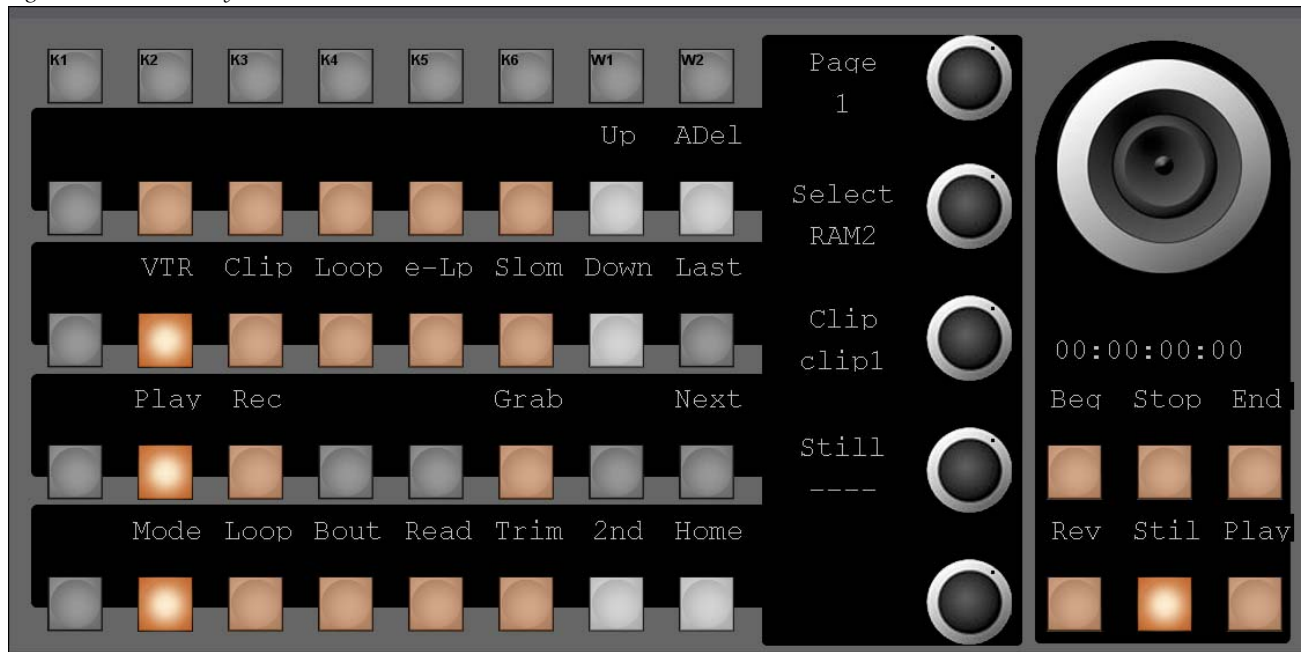 K1 K2 K3 K4 K5 K6 W1 W2
Up ADel
VTR Clip Loop e-Lp Slom Down Last
Play Rec Grab Next
Mode Loop Bout Read Trim 2nd Home
Page
1
Select
RAM2
Clip
clip1
Still
----
00:00:00:00
Beg Stop End
Rev Stil Play